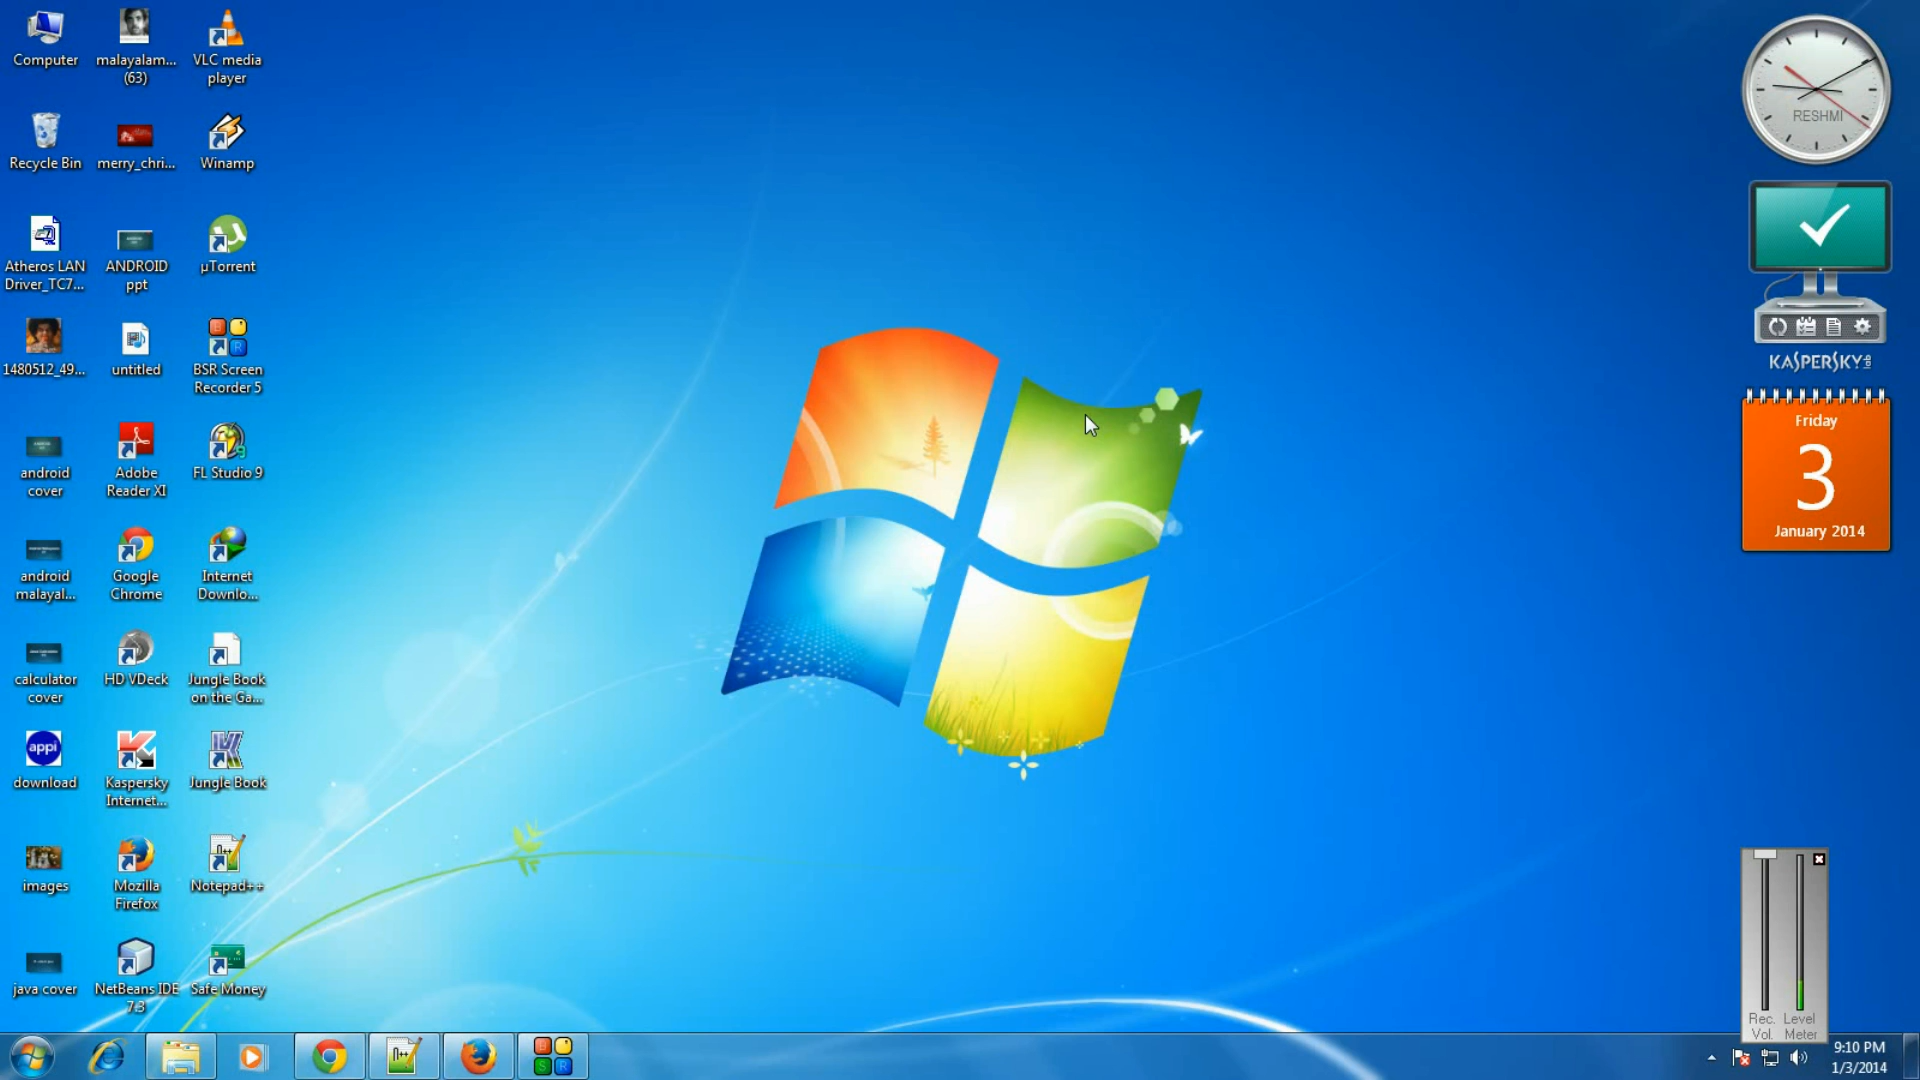 Computer
malayalam...
(63)
VLC media
player
Recycle Bin
merry_chri...
Winamp
Atheros LAN
Driver_TC7...
ANDROID
ppt
µTorrent
1480512_49...
untitled
BSR Screen
Recorder 5
android
cover
Adobe
Reader XI
FL Studio 9
android
malayal...
Google
Chrome
Internet
Downlo...
calculator
cover
HD VDeck
Jungle Book
on the Ga...
appi
download
Kaspersky
Internet...
Jungle Book
images
Mozilla
Firefox
Notepad++
java cover
NetBeans IDE
7.3
Safe Money
RESHMI
KASPERSKY
Friday
3
January 2014
Rec. Level
Vol. Meter
9:10 PM
1/3/2014